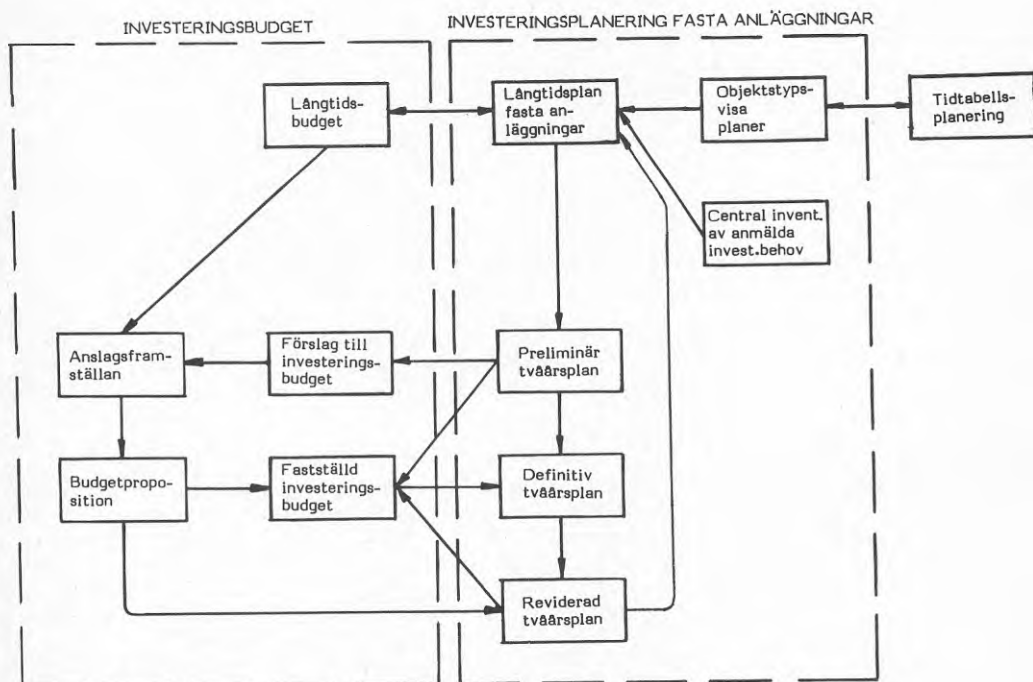 INVESTERINGSBUDGET
INVESTERINGSPLANERING FASTA ANLÄGGNINGAR
Långtids-
budget
Långtidsplan
fasta an-
läggningar
Objektstyps-
visa
planer
Tidtabells-
planering
Central invent.
av anmälda
invest.behov
Anslagsfram-
ställan
Förslag till
investerings-
budget
Preliminär
tvåårsplan
Budgetpropo-
sition
Fastställd
investerings-
budget
Definitiv
tvåårsplan
Reviderad
tvåårsplan